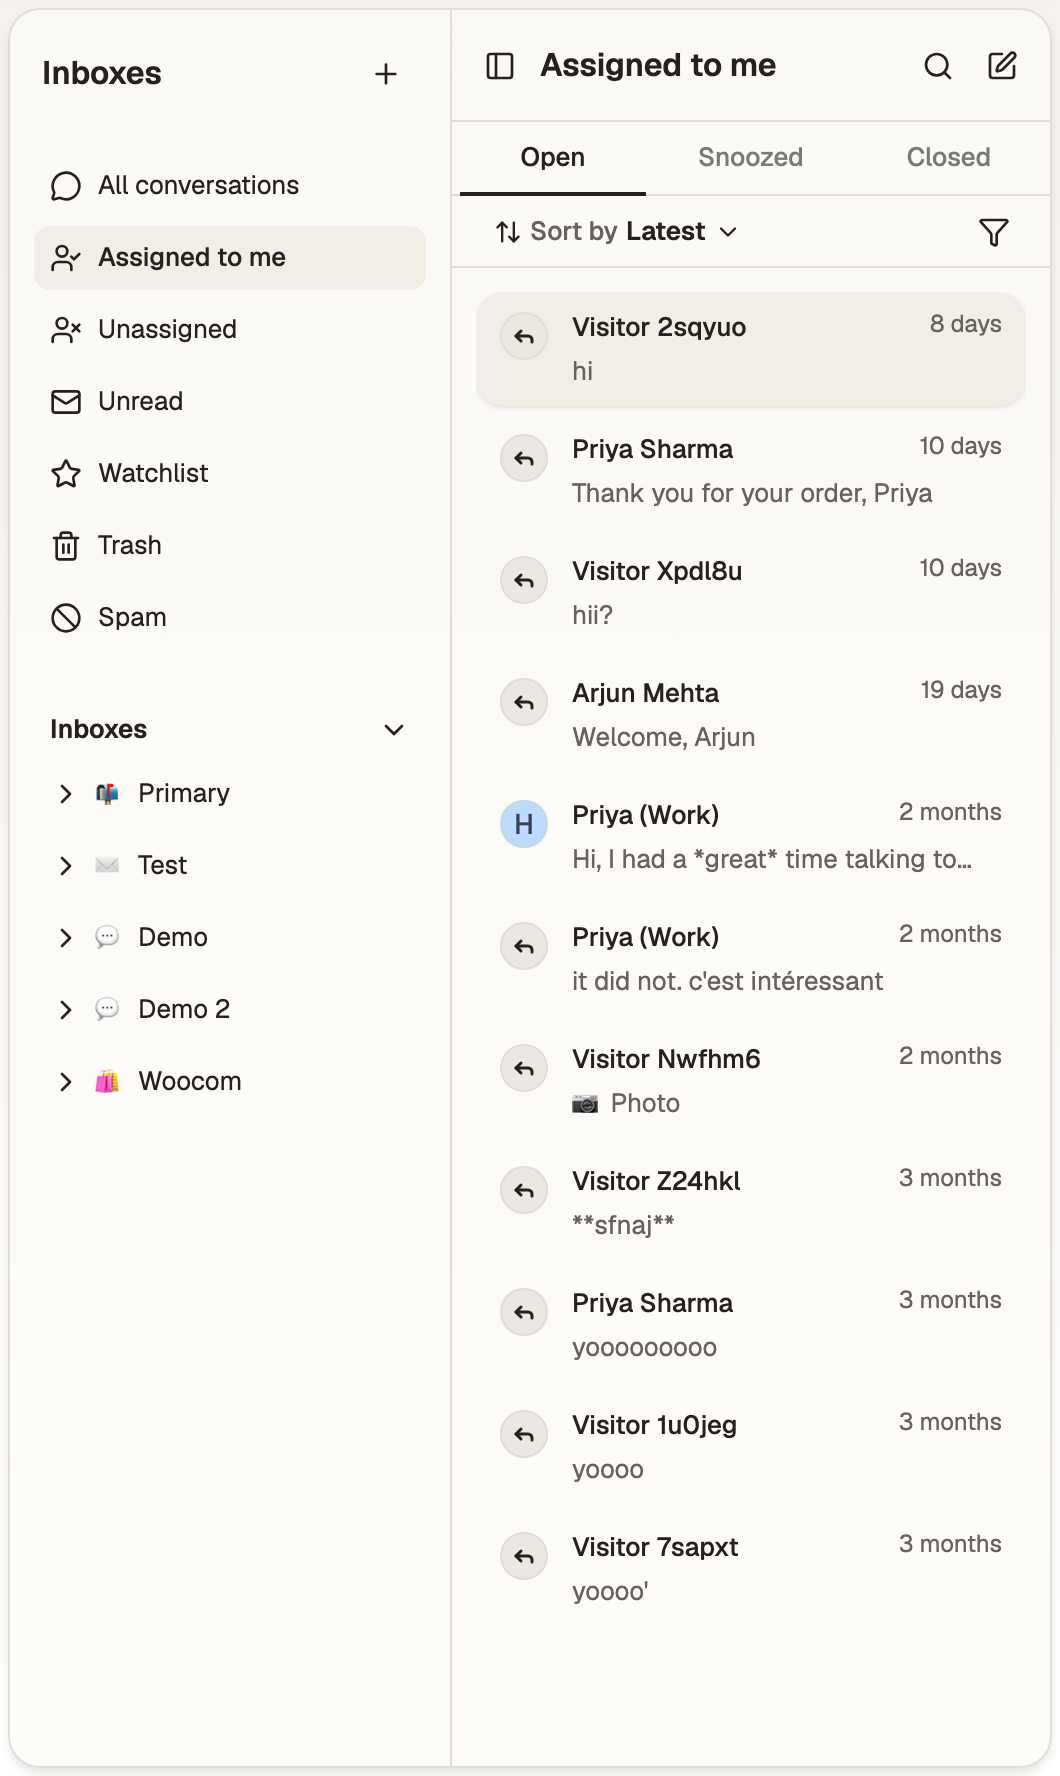 Inboxes
All conversations
Assigned to me
Unassigned
Unread
Watchlist
Trash
Spam
Inboxes
Primary
Test
Demo
Demo 2
Woocom
Assigned to me
Open Snoozed Closed
Sort by Latest
Visitor 2sqyuo 8 days
hi
Priya Sharma 10 days
Thank you for your order, Priya
Visitor Xpdl8u 10 days
hii?
Arjun Mehta 19 days
Welcome, Arjun
H Priya (Work) 2 months
Hi, I had a *great* time talking to...
Priya (Work) 2 months
it did not. c'est intéressant
Visitor Nwfhm6 2 months
📷 Photo
Visitor Z24hkl 3 months
**sfnaj**
Priya Sharma 3 months
yooooooooo
Visitor 1u0jeg 3 months
yoooo
Visitor 7sapxt 3 months
yoooo'